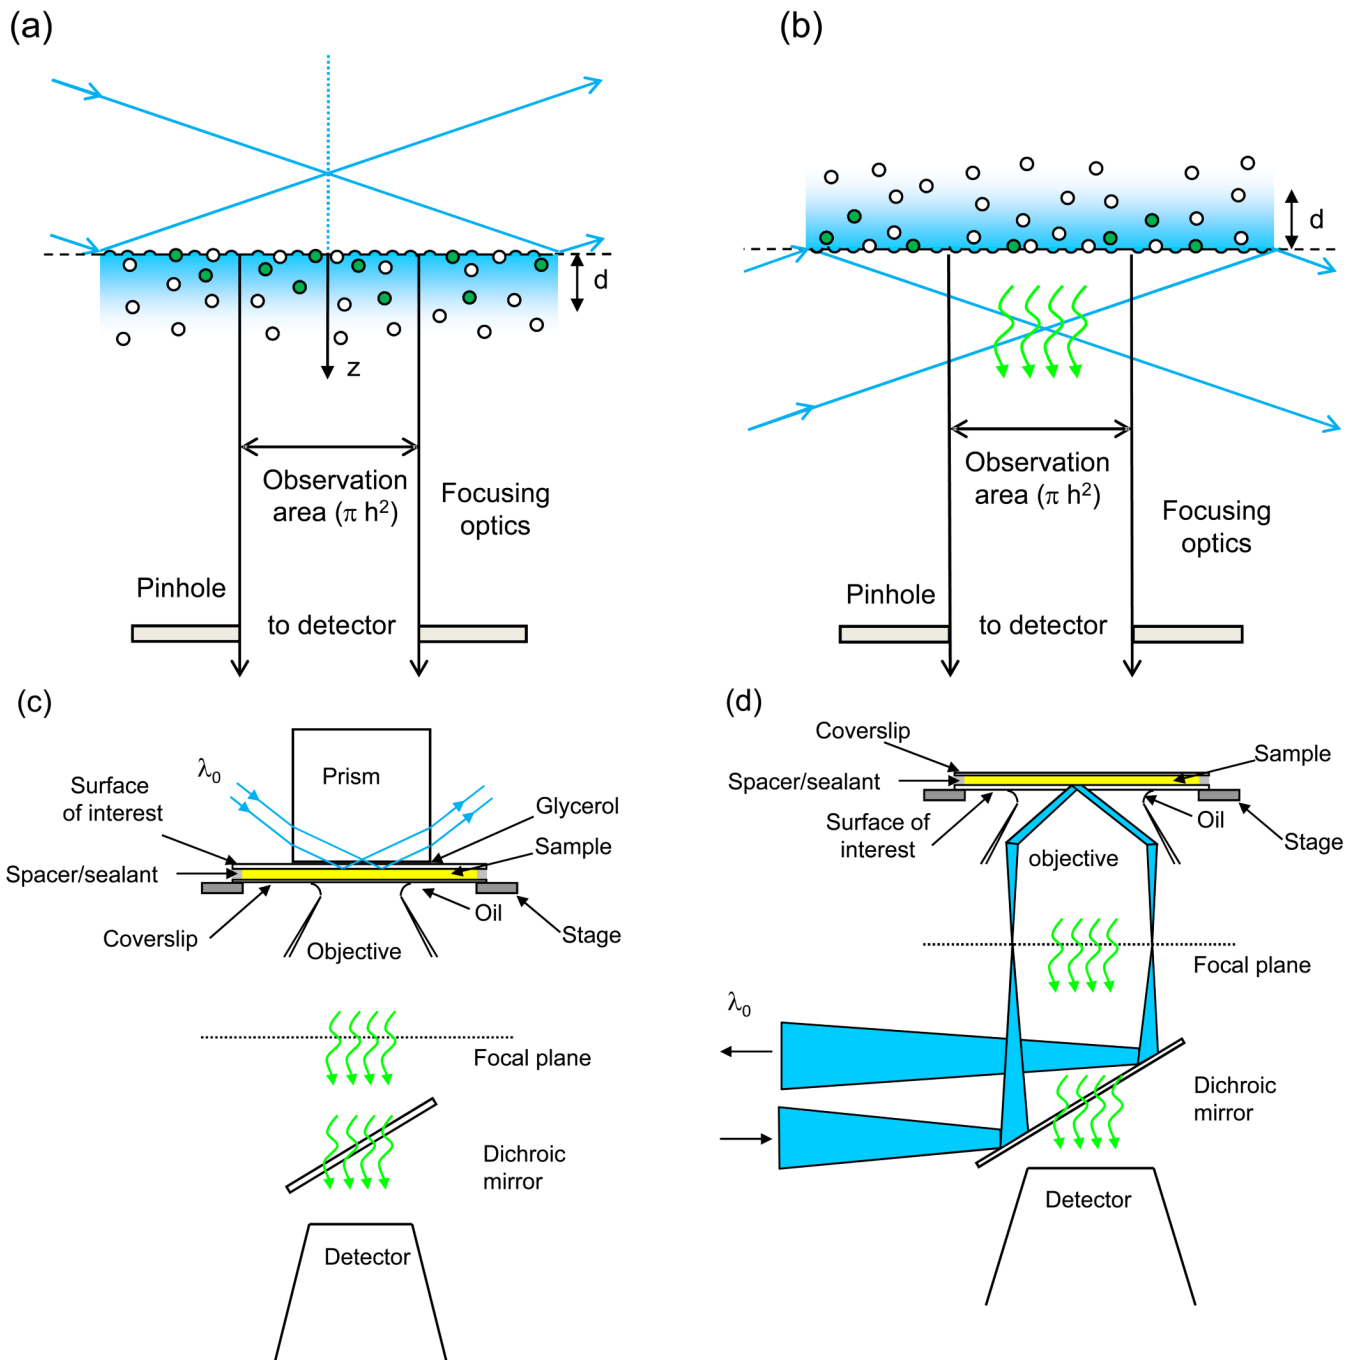 (a)
d
z
Observation
area (π h²)
Focusing
optics
Pinhole
to detector
(b)
d
Observation
area (π h²)
Focusing
optics
Pinhole
to detector
(c)
λ₀
Prism
Surface
of interest
Glycerol
Sample
Spacer/sealant
Oil
Coverslip
Stage
Objective
Focal plane
Dichroic
mirror
Detector
(d)
Coverslip
Sample
Spacer/sealant
Oil
Surface of
interest
Stage
objective
Focal plane
λ₀
Dichroic
mirror
Detector